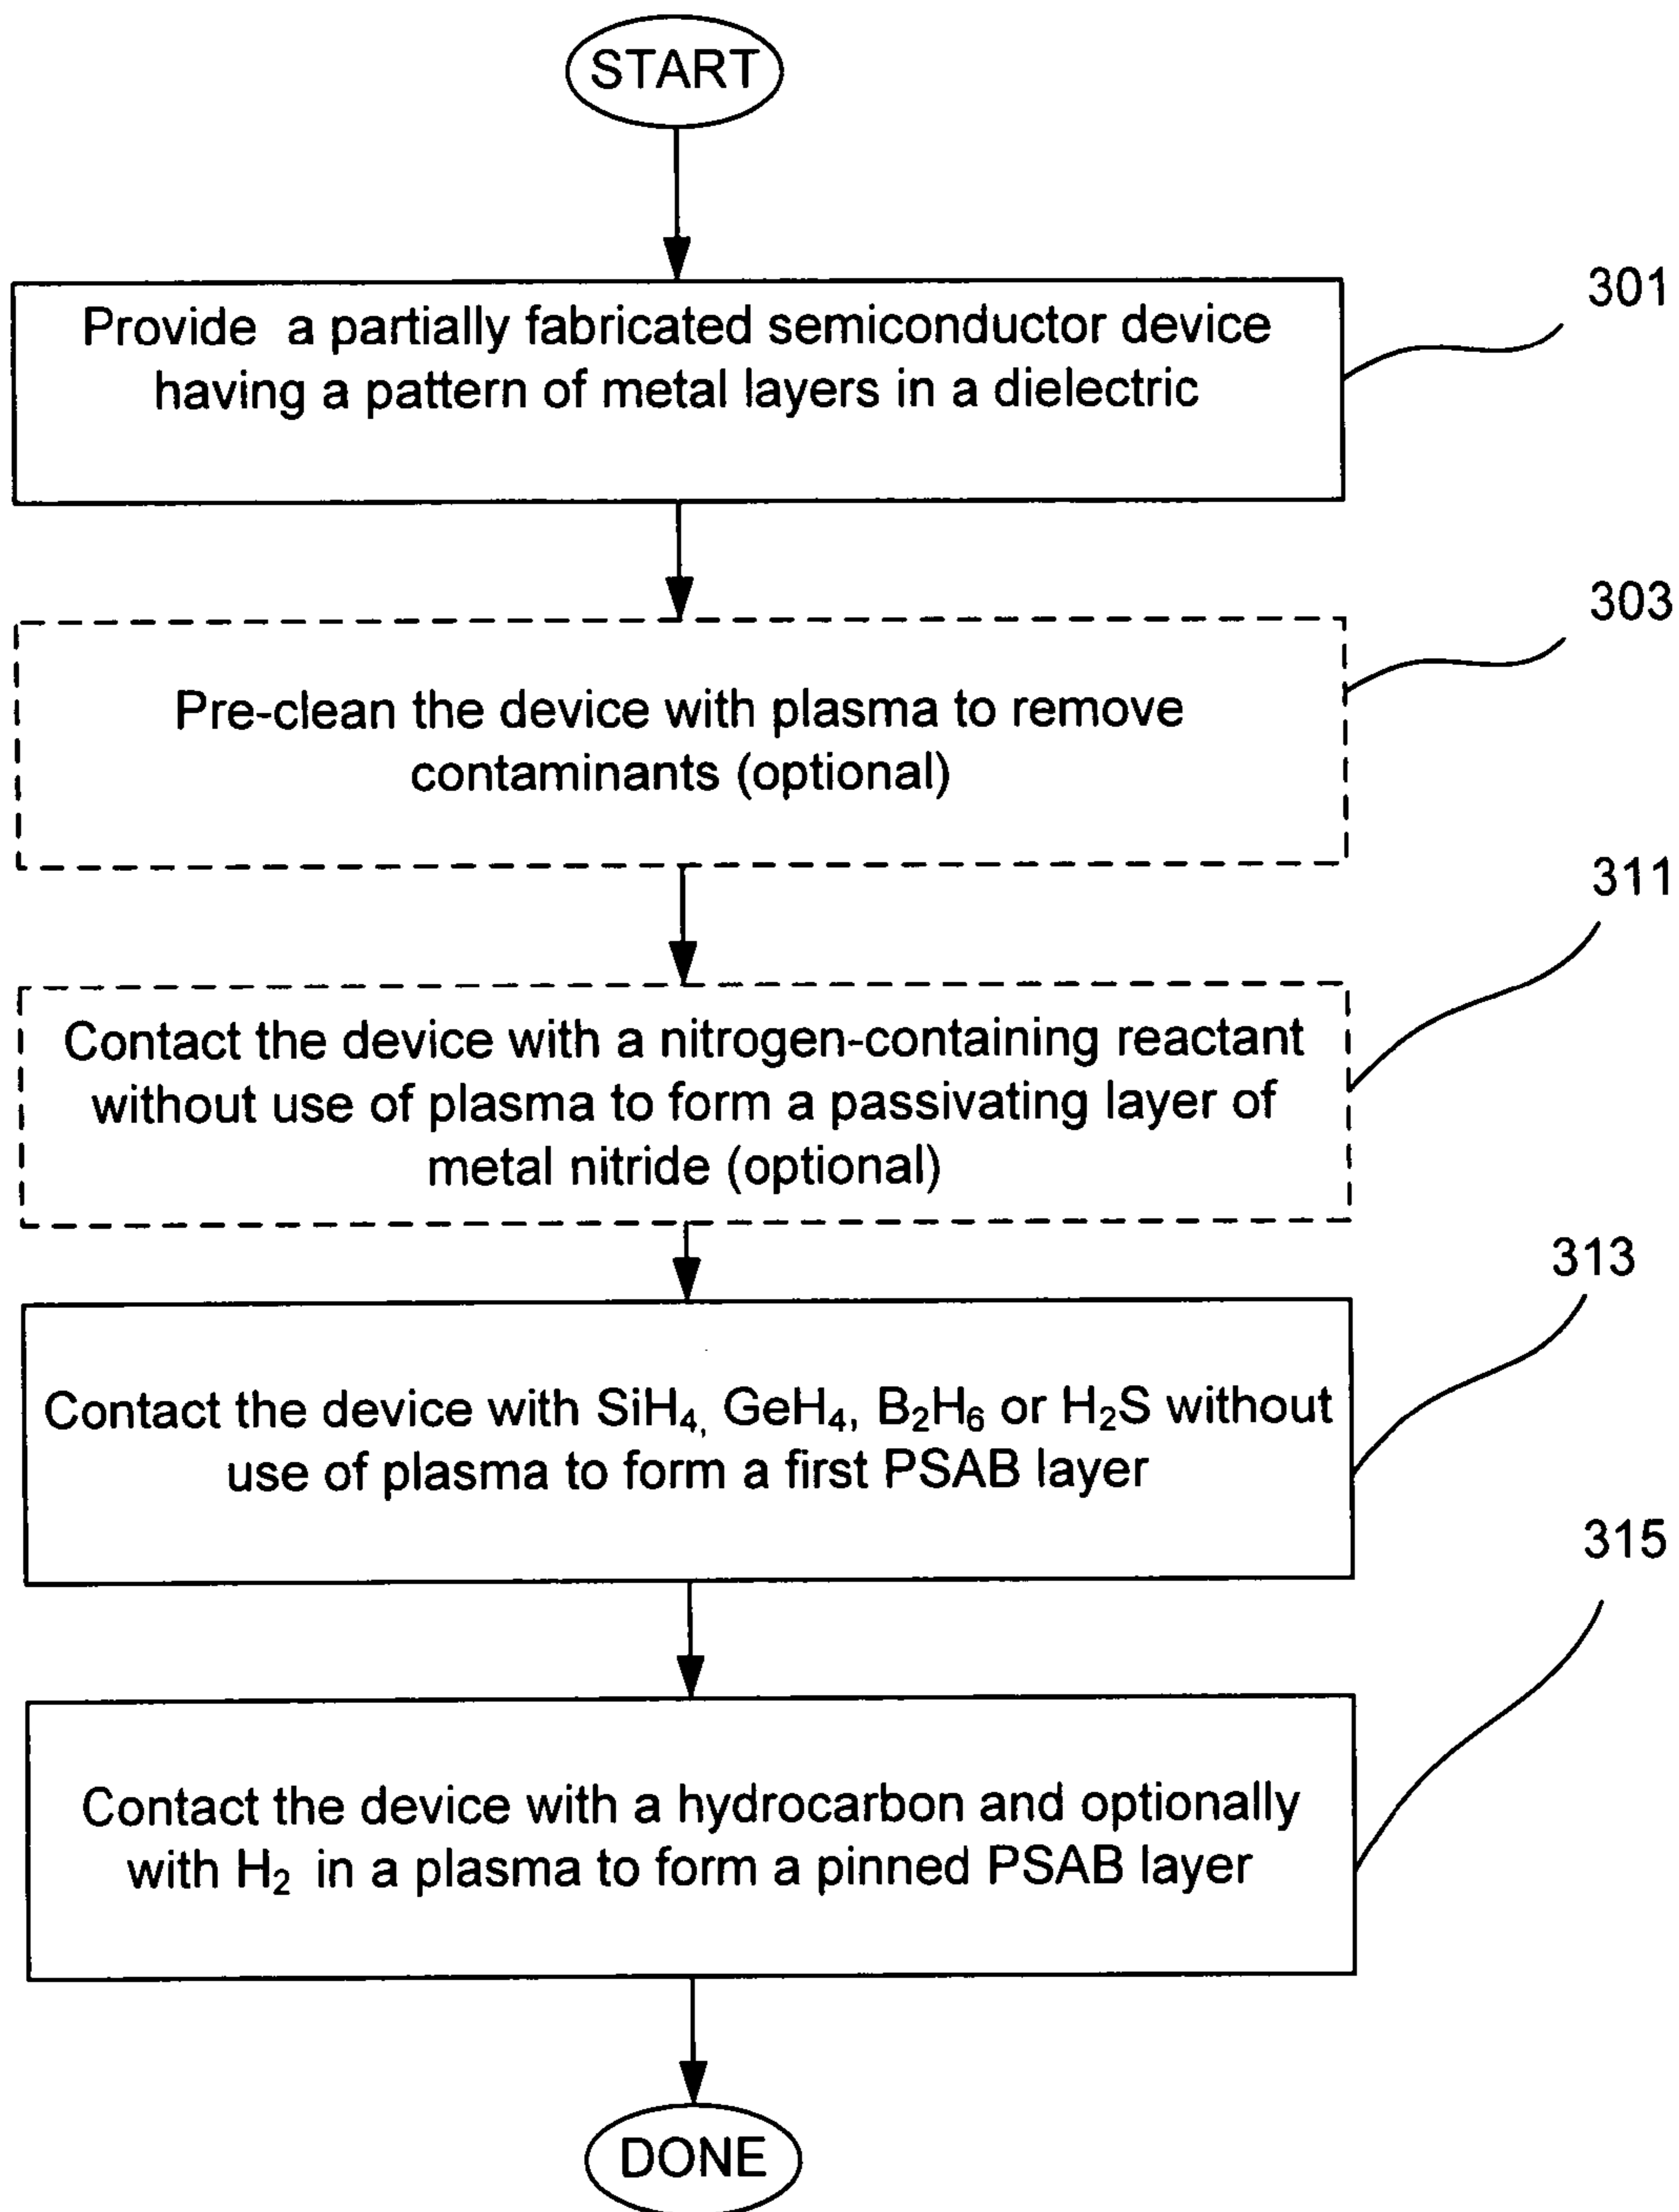 START
301
Provide a partially fabricated semiconductor device
having a pattern of metal layers in a dielectric
303
Pre-clean the device with plasma to remove
contaminants (optional)
311
Contact the device with a nitrogen-containing reactant
without use of plasma to form a passivating layer of
metal nitride (optional)
313
Contact the device with SiH₄, GeH₄, B₂H₆ or H₂S without
use of plasma to form a first PSAB layer
315
Contact the device with a hydrocarbon and optionally
with H₂ in a plasma to form a pinned PSAB layer
DONE